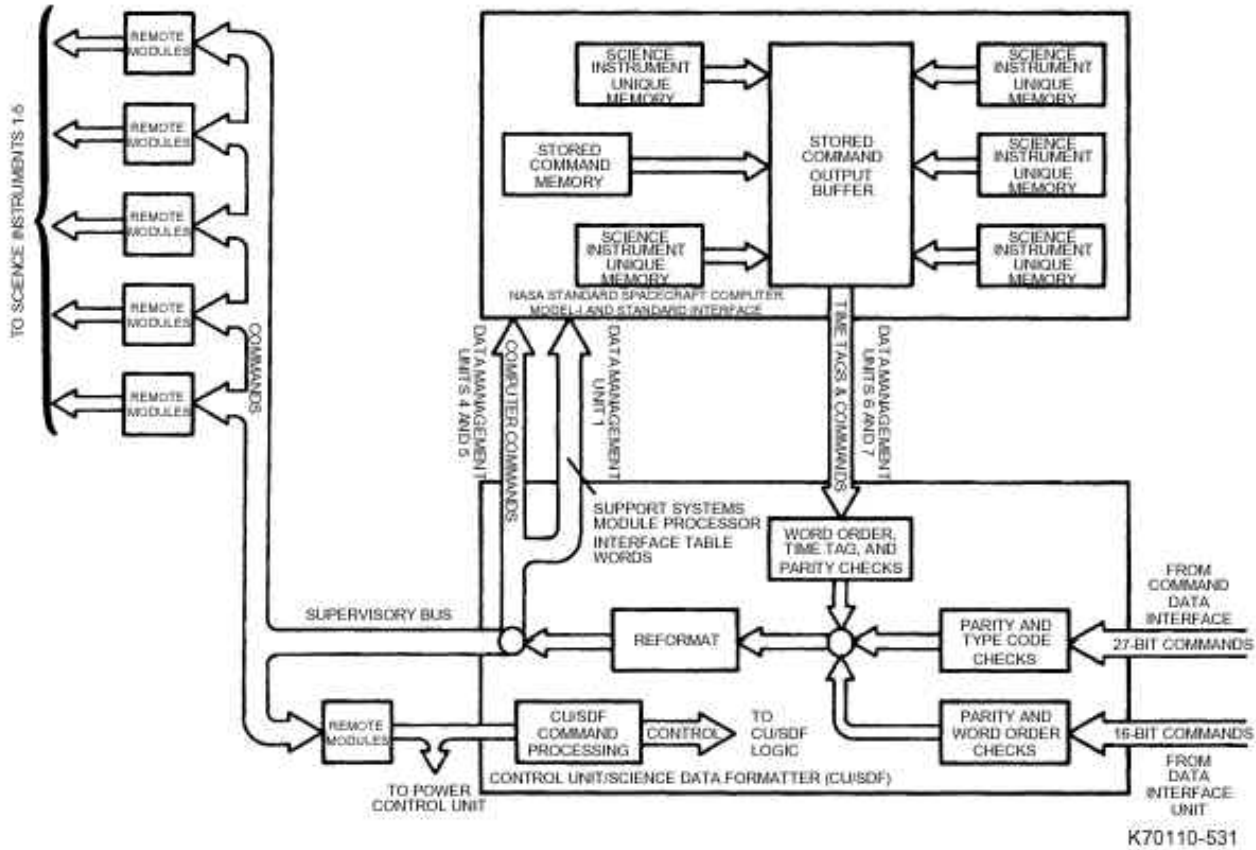 TO SCIENCE INSTRUMENTS 1-5
REMOTE
MODULES
REMOTE
MODULES
REMOTE
MODULES
REMOTE
MODULES
REMOTE
MODULES
COMMANDS
SCIENCE
INSTRUMENT
UNIQUE
MEMORY
STORED
COMMAND
MEMORY
SCIENCE
INSTRUMENT
UNIQUE
MEMORY
STORED
COMMAND
OUTPUT
BUFFER
SCIENCE
INSTRUMENT
UNIQUE
MEMORY
SCIENCE
INSTRUMENT
UNIQUE
MEMORY
SCIENCE
INSTRUMENT
UNIQUE
MEMORY
NASA STANDARD SPACECRAFT COMPUTER
MODEL-I AND STANDARD INTERFACE
DATA MANAGEMENT
UNITS 4 AND 5
COMPUTER COMMANDS
DATA MANAGEMENT
UNIT 1
TIME TAGS & COMMANDS
DATA MANAGEMENT
UNITS 6 AND 7
SUPPORT SYSTEMS
MODULE PROCESSOR
INTERFACE TABLE
WORDS
WORD ORDER,
TIME TAG, AND
PARITY CHECKS
SUPERVISORY BUS
REFORMAT
PARITY AND
TYPE CODE
CHECKS
FROM
COMMAND
DATA
INTERFACE
27-BIT COMMANDS
REMOTE
MODULES
TO POWER
CONTROL UNIT
CU/SDF
COMMAND
PROCESSING
CONTROL
TO
CU/SDF
LOGIC
PARITY AND
WORD ORDER
CHECKS
16-BIT COMMANDS
FROM
DATA
INTERFACE
UNIT
CONTROL UNIT/SCIENCE DATA FORMATTER (CU/SDF)
K70110-531